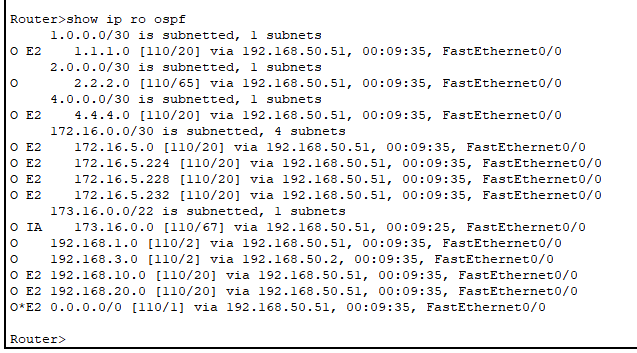 Router>show ip ro ospf
1.0.0.0/30 is subnetted, 1 subnets
O E2 1.1.1.0 [110/20] via 192.168.50.51, 00:09:35, FastEthernet0/0
2.0.0.0/30 is subnetted, 1 subnets
O 2.2.2.0 [110/65] via 192.168.50.51, 00:09:35, FastEthernet0/0
4.0.0.0/30 is subnetted, 1 subnets
O E2 4.4.4.0 [110/20] via 192.168.50.51, 00:09:35, FastEthernet0/0
172.16.0.0/30 is subnetted, 4 subnets
O E2 172.16.5.0 [110/20] via 192.168.50.51, 00:09:35, FastEthernet0/0
O E2 172.16.5.224 [110/20] via 192.168.50.51, 00:09:35, FastEthernet0/0
O E2 172.16.5.228 [110/20] via 192.168.50.51, 00:09:35, FastEthernet0/0
O E2 172.16.5.232 [110/20] via 192.168.50.51, 00:09:35, FastEthernet0/0
173.16.0.0/22 is subnetted, 1 subnets
O IA 173.16.0.0 [110/67] via 192.168.50.51, 00:09:25, FastEthernet0/0
O 192.168.1.0 [110/2] via 192.168.50.51, 00:09:35, FastEthernet0/0
O 192.168.3.0 [110/2] via 192.168.50.2, 00:09:35, FastEthernet0/0
O E2 192.168.10.0 [110/20] via 192.168.50.51, 00:09:35, FastEthernet0/0
O E2 192.168.20.0 [110/20] via 192.168.50.51, 00:09:35, FastEthernet0/0
O*E2 0.0.0.0/0 [110/1] via 192.168.50.51, 00:09:35, FastEthernet0/0
Router>